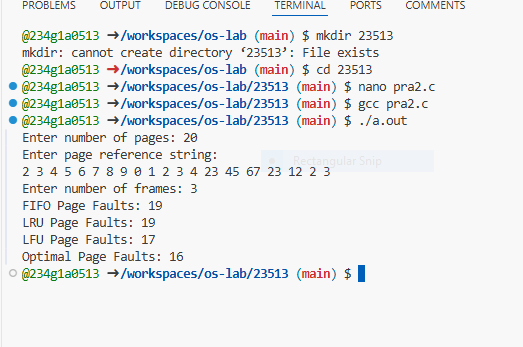 PROBLEMS OUTPUT DEBUG CONSOLE TERMINAL PORTS COMMENTS
@234g1a0513 ➜/workspaces/os-lab (main) $ mkdir 23513
mkdir: cannot create directory ‘23513’: File exists
@234g1a0513 ➜/workspaces/os-lab (main) $ cd 23513
@234g1a0513 ➜/workspaces/os-lab/23513 (main) $ nano pra2.c
@234g1a0513 ➜/workspaces/os-lab/23513 (main) $ gcc pra2.c
@234g1a0513 ➜/workspaces/os-lab/23513 (main) $ ./a.out
Enter number of pages: 20
Enter page reference string:
Rectangular Snip
2 3 4 5 6 7 8 9 0 1 2 3 4 23 45 67 23 12 2 3
Enter number of frames: 3
FIFO Page Faults: 19
LRU Page Faults: 19
LFU Page Faults: 17
Optimal Page Faults: 16
@234g1a0513 ➜/workspaces/os-lab/23513 (main) $